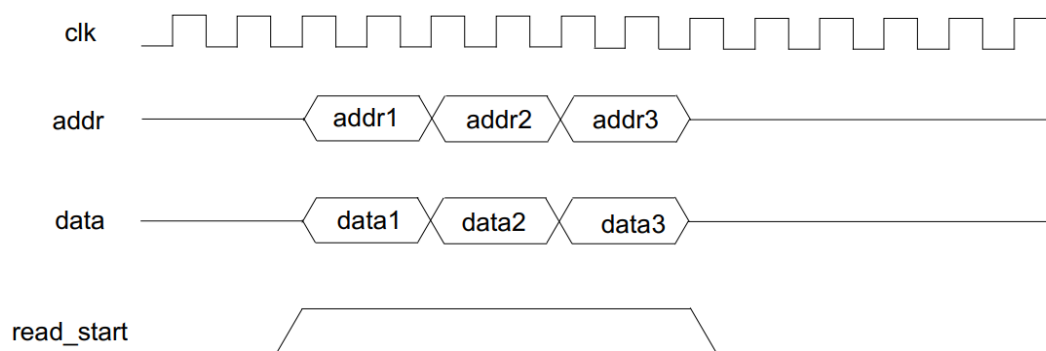 clk
addr addr1 addr2 addr3
data data1 data2 data3
read_start